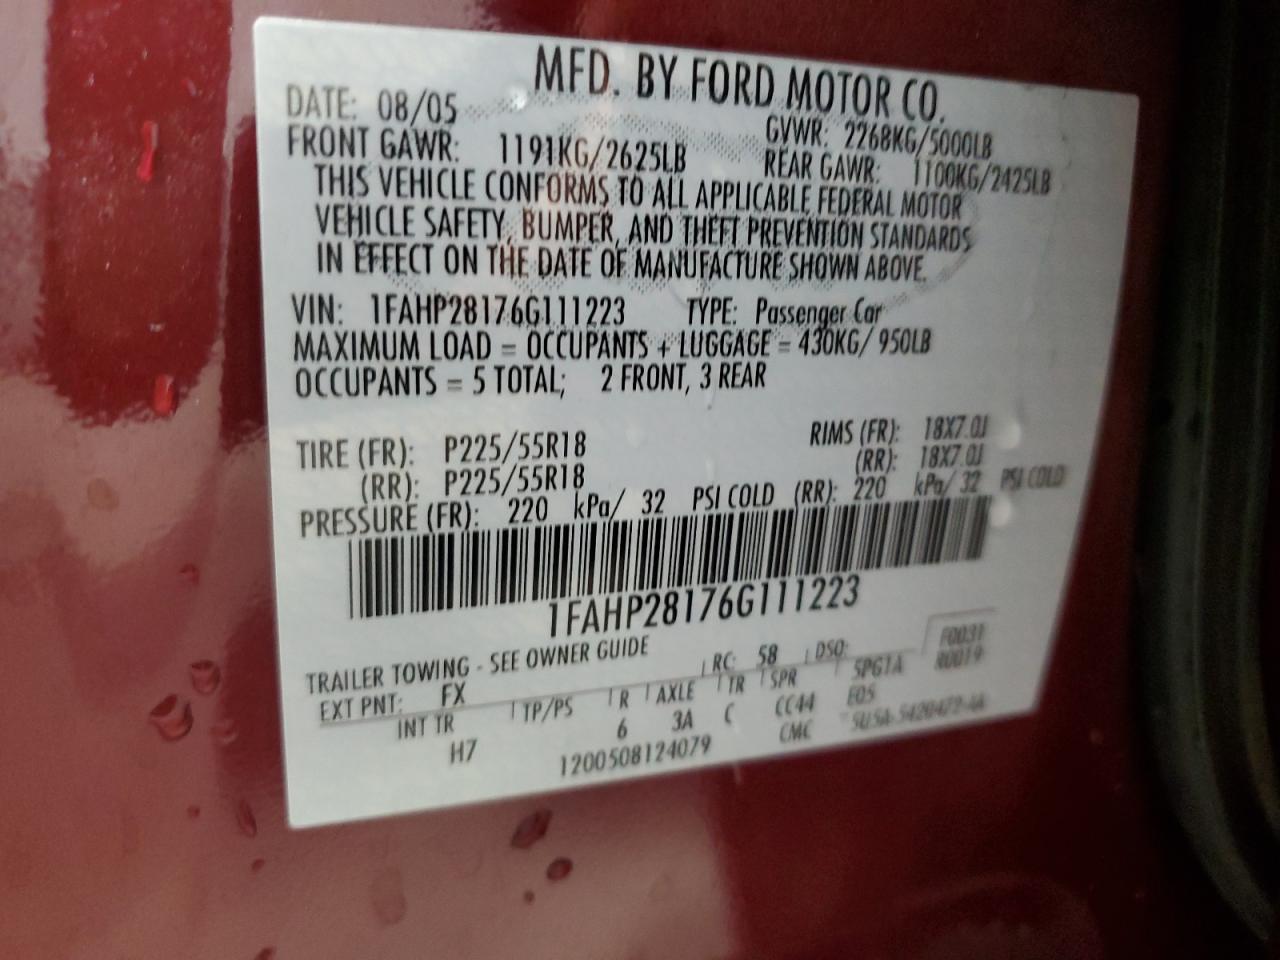 MFD. BY FORD MOTOR CO.
DATE: 08/05 GVWR: 2268KG/5000LB
FRONT GAWR: 1191KG/2625LB REAR GAWR: 1100KG/2425LB
THIS VEHICLE CONFORMS TO ALL APPLICABLE FEDERAL MOTOR
VEHICLE SAFETY, BUMPER, AND THEFT PREVENTION STANDARDS
IN EFFECT ON THE DATE OF MANUFACTURE SHOWN ABOVE.
VIN: 1FAHP28176G111223 TYPE: Passenger Car
MAXIMUM LOAD = OCCUPANTS + LUGGAGE = 430KG/ 950LB
OCCUPANTS = 5 TOTAL; 2 FRONT, 3 REAR
TIRE (FR): P225/55R18 RIMS (FR): 18X7.0J
(RR): P225/55R18 (RR): 18X7.0J
PRESSURE (FR): 220 kPa/ 32 PSI COLD (RR): 220 kPa/ 32 PSI COLD
1FAHP28176G111223
TRAILER TOWING - SEE OWNER GUIDE F0031
EXT PNT: FX RC: 58 DSO: R0019
INT TR TP/PS R AXLE TR SPR 5PG1A
H7 6 3A C CC44 E05
1200508124079 CMC